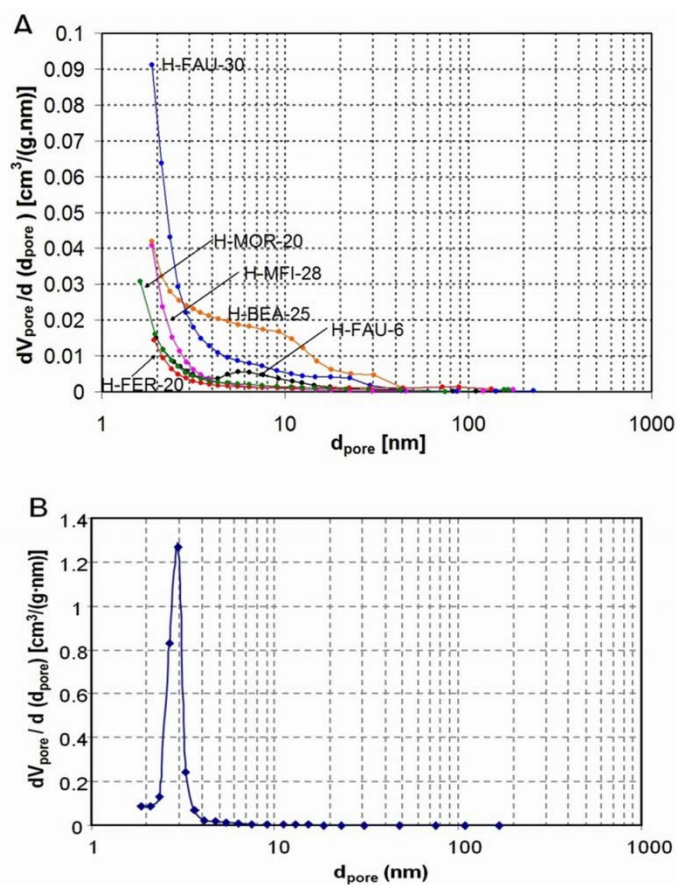 A
dVpore/d (dpore) [cm³/(g.nm)]
0.1
0.09
0.08
0.07
0.06
0.05
0.04
0.03
0.02
0.01
0
H-FAU-30
H-MOR-20
H-MFI-28
H-BEA-25
H-FAU-6
H-FER-20
1 10 100 1000
dpore [nm]
B
dVpore / d (dpore) [cm³/(g·nm)]
1.4
1.2
1
0.8
0.6
0.4
0.2
0
1 10 100 1000
dpore (nm)